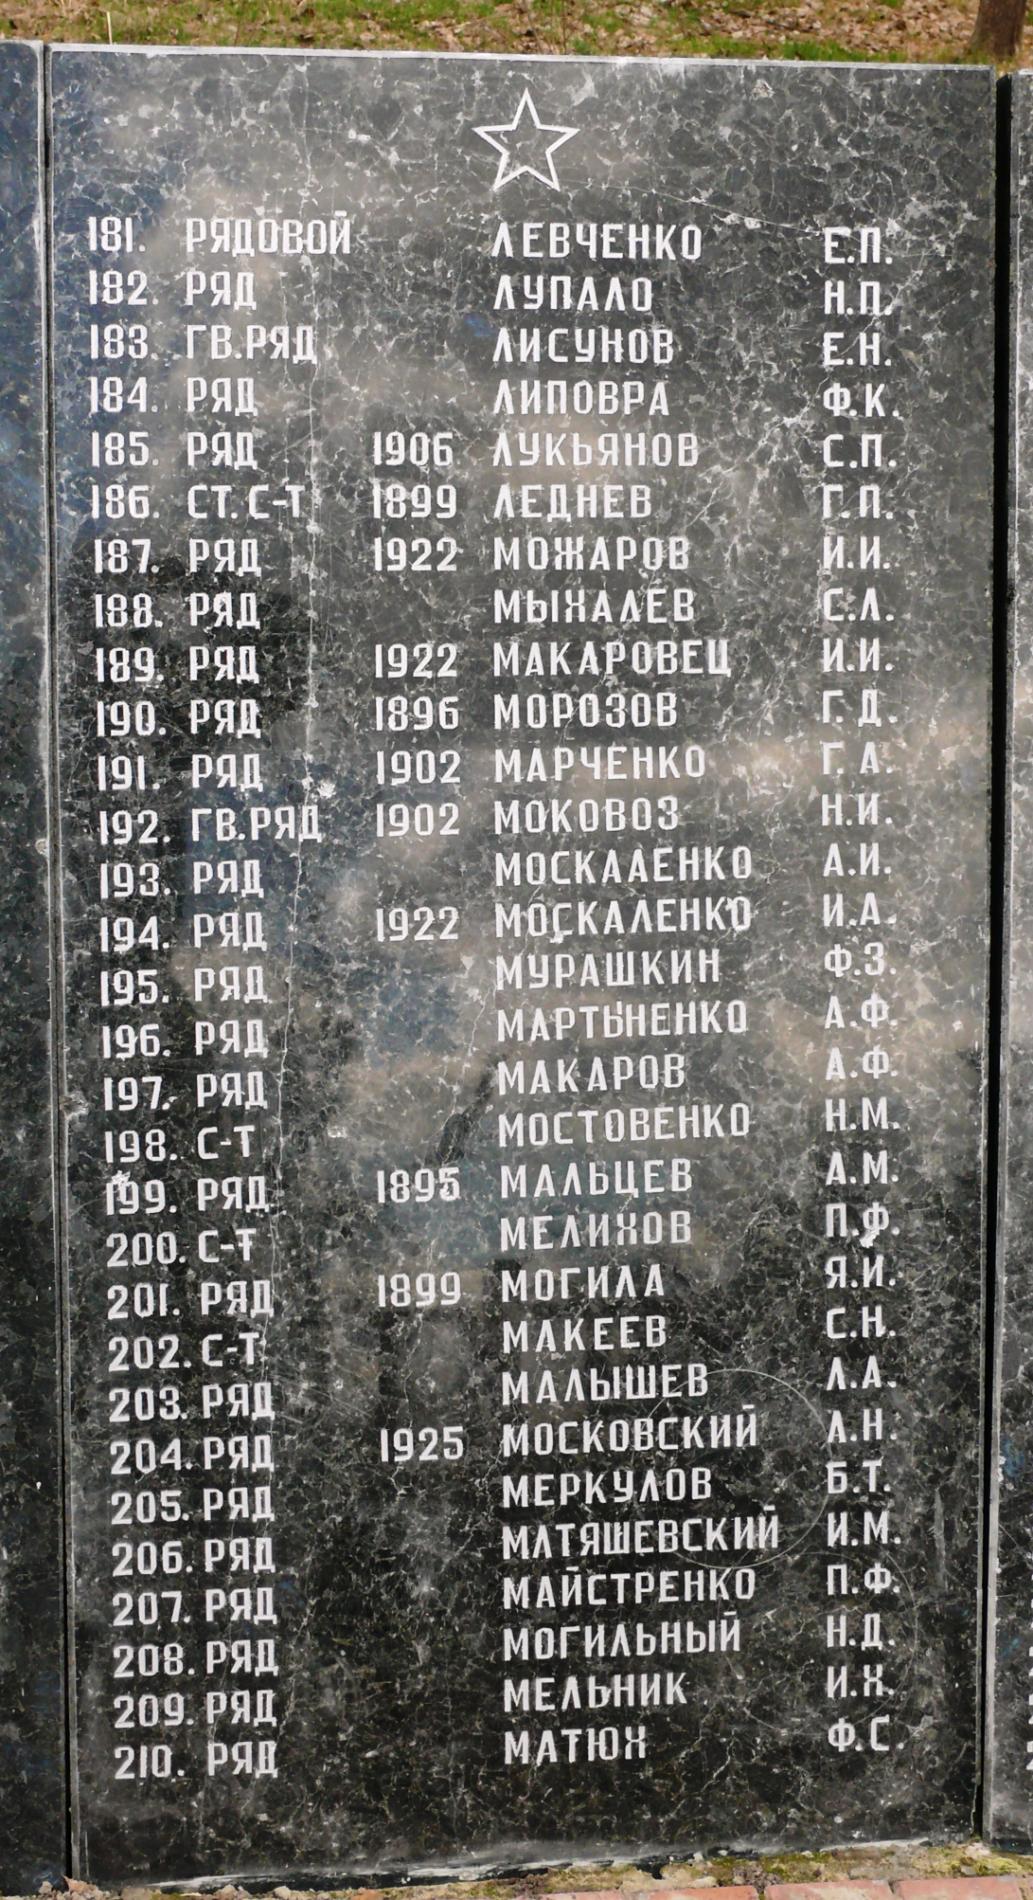 181. РЯДОВОЙ ЛЕВЧЕНКО Е.П.
182. РЯД ЛУПАЛО Н.П.
183. ГВ.РЯД ЛИСУНОВ Е.Н.
184. РЯД ЛИПОВРА Ф.К.
185. РЯД 1906 ЛУКЬЯНОВ С.П.
186. СТ.С-Т 1899 ЛЕДНЕВ Г.П.
187. РЯД 1922 МОЖАРОВ И.И.
188. РЯД МЫХАЛЕВ С.Л.
189. РЯД 1922 МАКАРОВЕЦ И.И.
190. РЯД 1896 МОРОЗОВ Г.Д.
191. РЯД 1902 МАРЧЕНКО Г.А.
192. ГВ.РЯД 1902 МОКОВОЗ Н.И.
193. РЯД МОСКААЕНКО А.И.
194. РЯД 1922 МОСКАЛЕНКО И.А.
195. РЯД МУРАШКИН Ф.З.
196. РЯД МАРТЫНЕНКО А.Ф.
197. РЯД МАКАРОВ А.Ф.
198. С-Т МОСТОВЕНКО Н.М.
199. РЯД 1895 МАЛЬЦЕВ А.М.
200. С-Т МЕЛИХОВ П.Ф.
201. РЯД 1899 МОГИЛА Я.И.
202. С-Т МАКЕЕВ С.Н.
203. РЯД МАЛЫШЕВ Л.А.
204. РЯД 1925 МОСКОВСКИЙ А.Н.
205. РЯД МЕРКУЛОВ Б.Т.
206. РЯД МАТЯШЕВСКИЙ И.М.
207. РЯД МАЙСТРЕНКО П.Ф.
208. РЯД МОГИЛЬНЫЙ Н.Д.
209. РЯД МЕЛЬНИК И.Х.
210. РЯД МАТЮХ Ф.С.